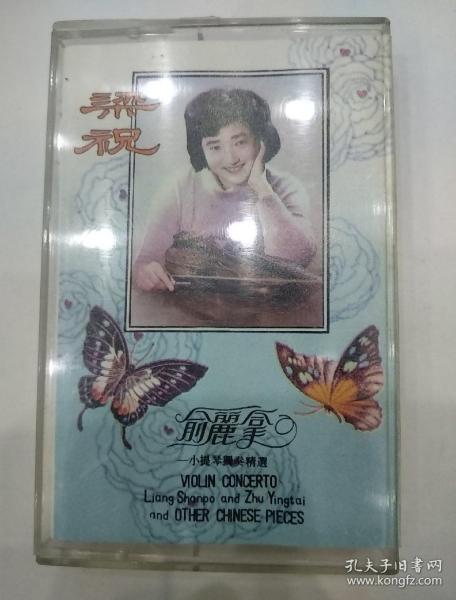 梁
祝
俞麗拿
—小提琴獨奏精選
VIOLIN CONCERTO
Liang Shanpo and Zhu Yingtai
and OTHER CHINESE PIECES
孔夫子旧书网
www.kongfz.com